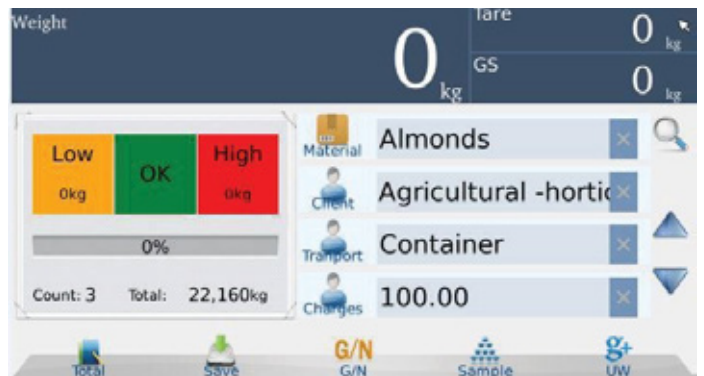 Weight
Tare
0 kg
0 kg
GS
0 kg
Low
0kg
OK
High
0kg
0%
Count: 3 Total: 22,160kg
Material Almonds ×
Client Agricultural -hortic ×
Tranport Container ×
Charges 100.00 ×
Total
Save
G/N
G/N
Sample
g+
UW